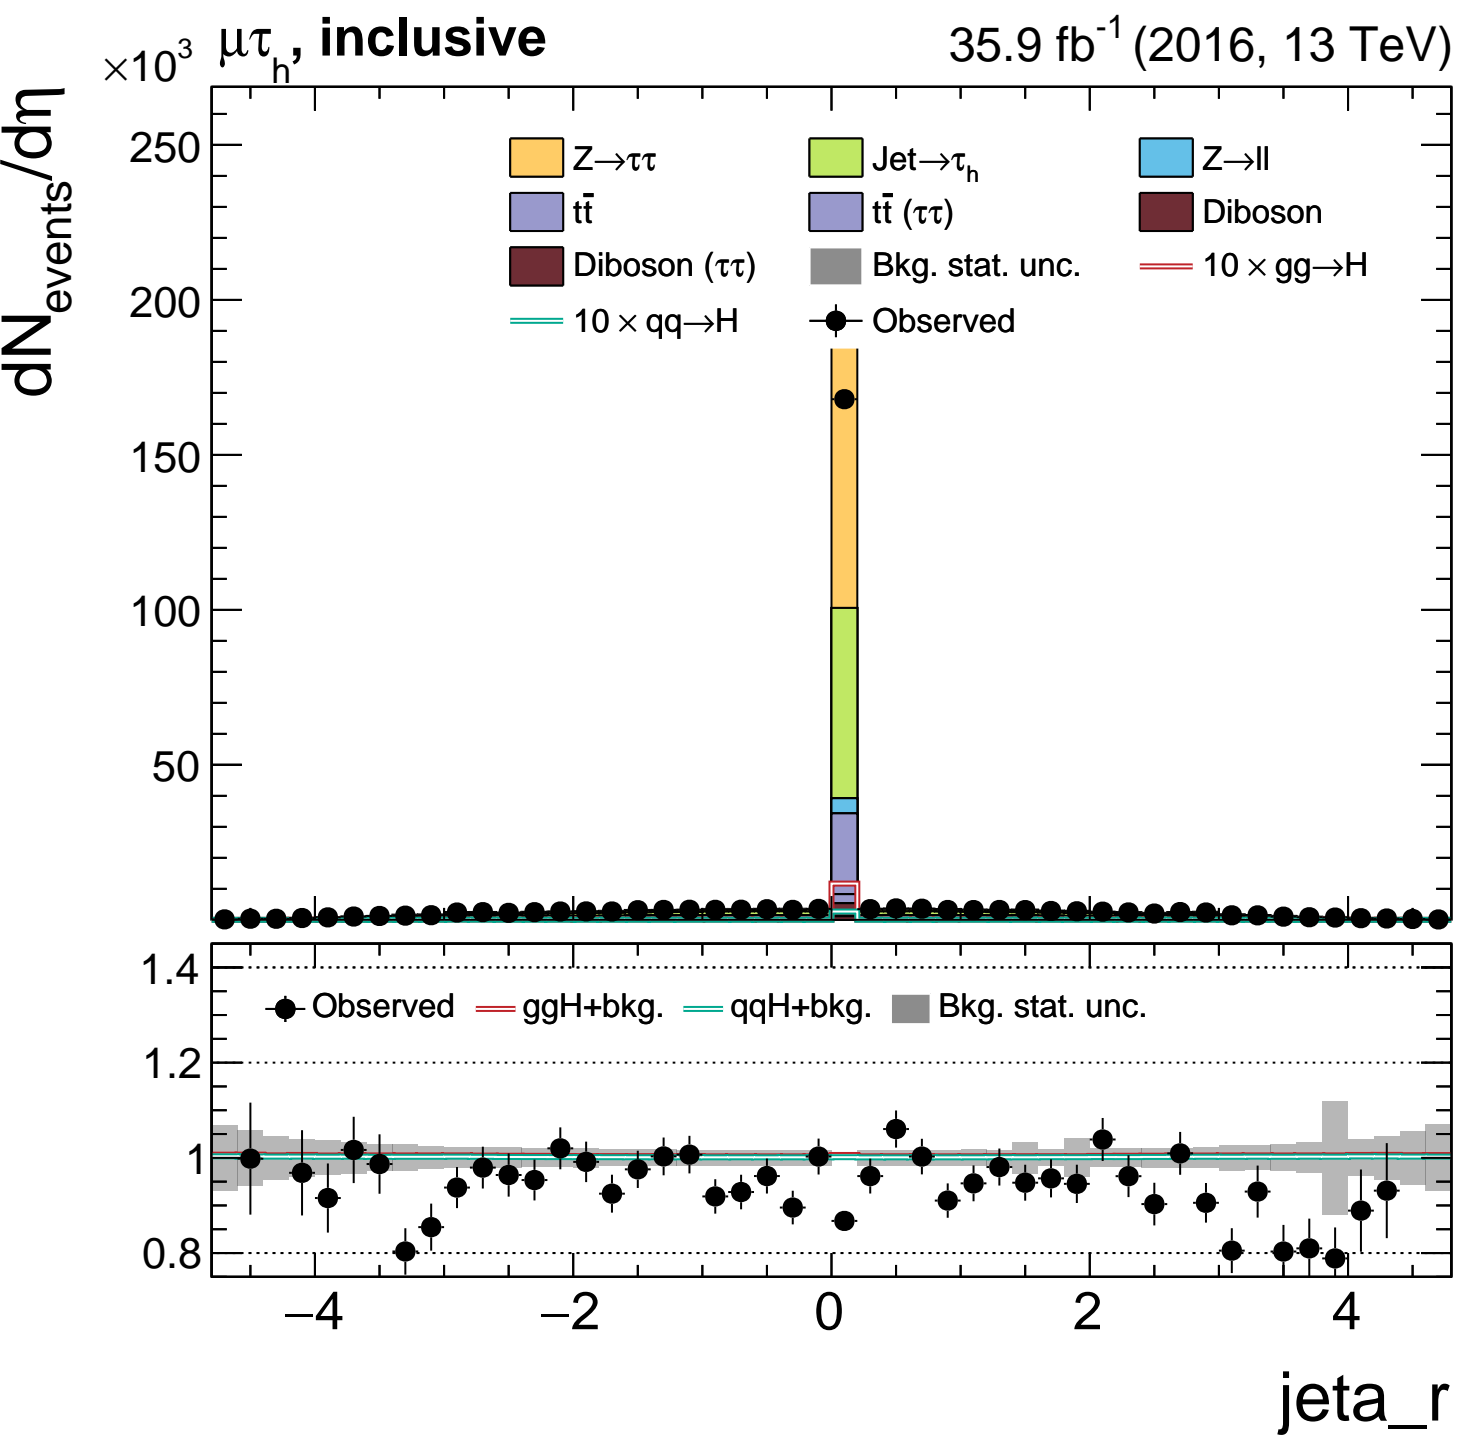 ×10³ μτₕ, inclusive 35.9 fb⁻¹ (2016, 13 TeV)
dN_events/dη
250
200
150
100
50
Z→ττ Jet→τₕ Z→ll
tt̄ tt̄ (ττ) Diboson
Diboson (ττ) Bkg. stat. unc. 10 × gg→H
10 × qq→H Observed
1.4
1.2
1
0.8
Observed ggH+bkg. qqH+bkg. Bkg. stat. unc.
−4 −2 0 2 4
jeta_r